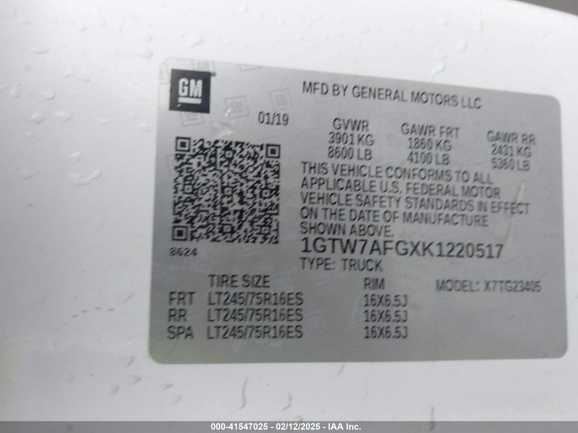 GM
MFD BY GENERAL MOTORS LLC
01/19
GVWR GAWR FRT GAWR RR
3901 KG 1860 KG 2431 KG
8600 LB 4100 LB 5360 LB
THIS VEHICLE CONFORMS TO ALL
APPLICABLE U.S. FEDERAL MOTOR
VEHICLE SAFETY STANDARDS IN EFFECT
ON THE DATE OF MANUFACTURE
SHOWN ABOVE.
8624
1GTW7AFGXK1220517
TYPE: TRUCK
TIRE SIZE RIM MODEL: X7TG23405
FRT LT245/75R16ES 16X6.5J
RR LT245/75R16ES 16X6.5J
SPA LT245/75R16ES 16X6.5J
000-41547025 - 02/12/2025 - IAA Inc.